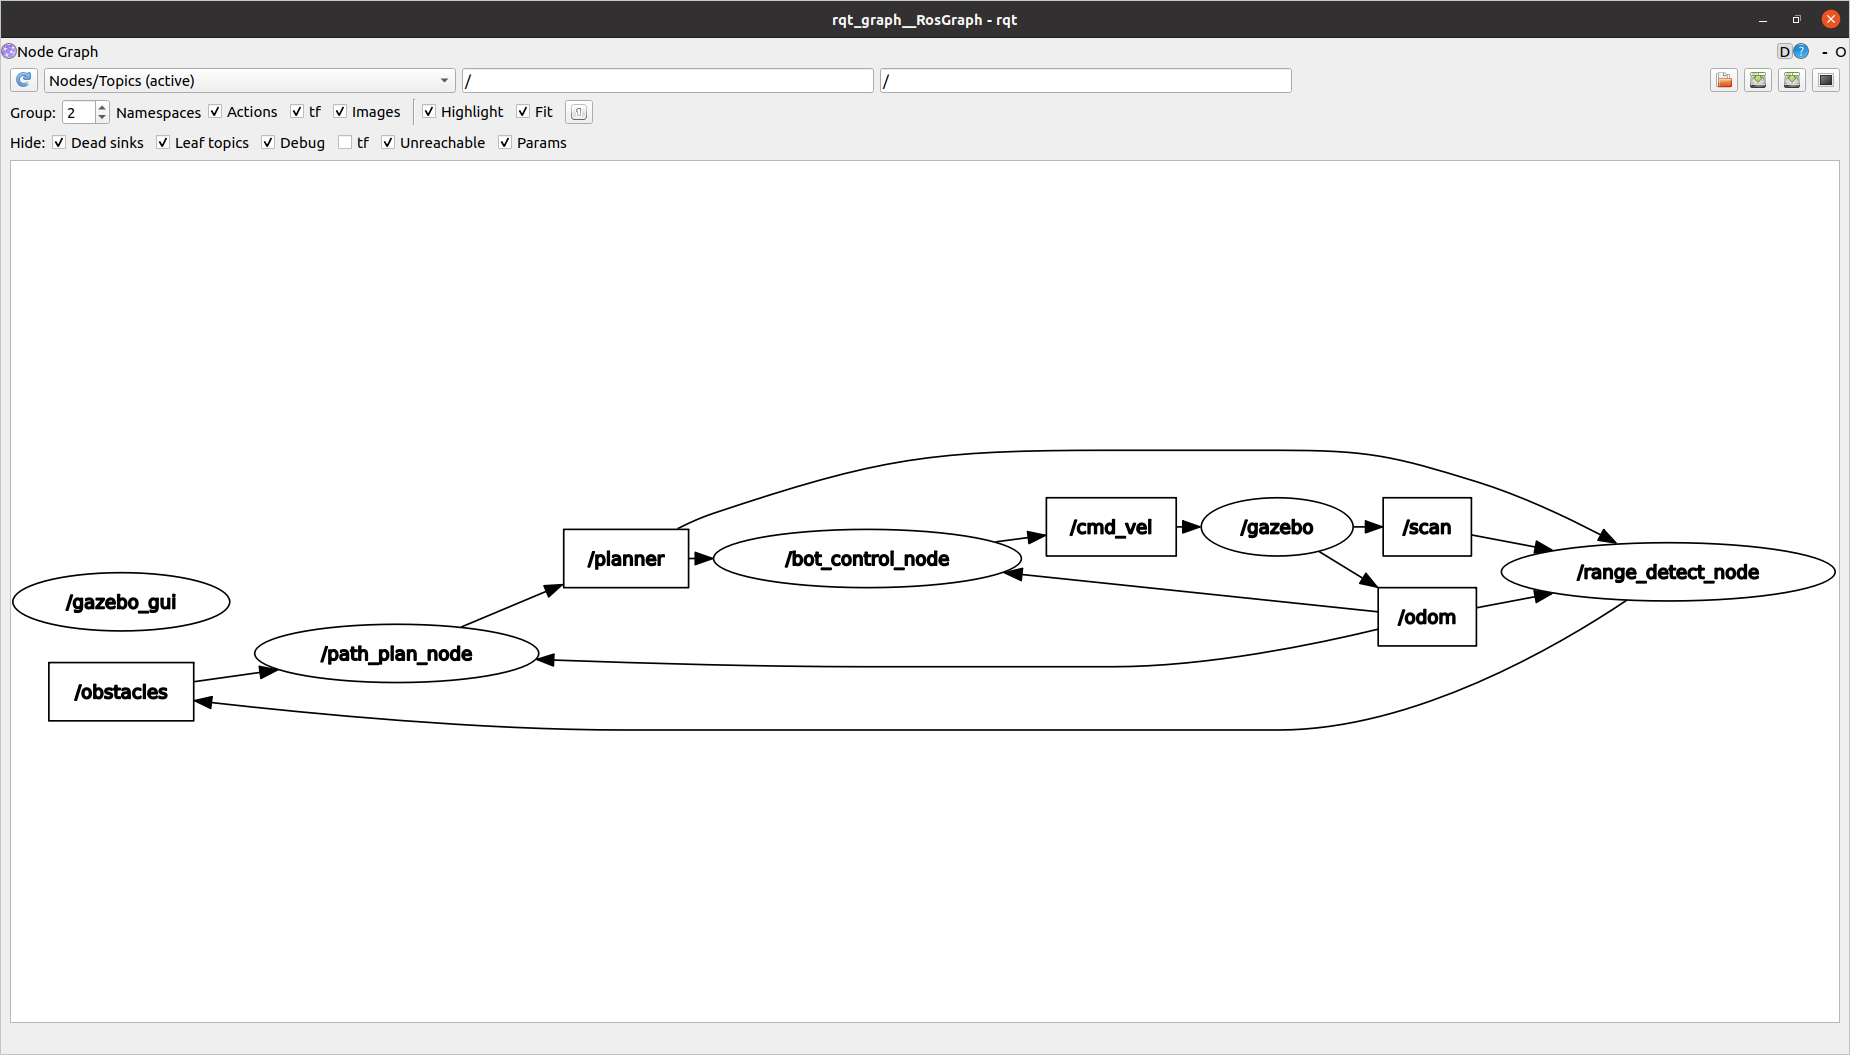 rqt_graph__RosGraph - rqt
Node Graph
D ? - O
Nodes/Topics (active) / /
Group: 2 Namespaces Actions tf Images Highlight Fit
Hide: Dead sinks Leaf topics Debug tf Unreachable Params
/cmd_vel
/gazebo
/scan
/planner
/bot_control_node
/range_detect_node
/gazebo_gui
/odom
/path_plan_node
/obstacles